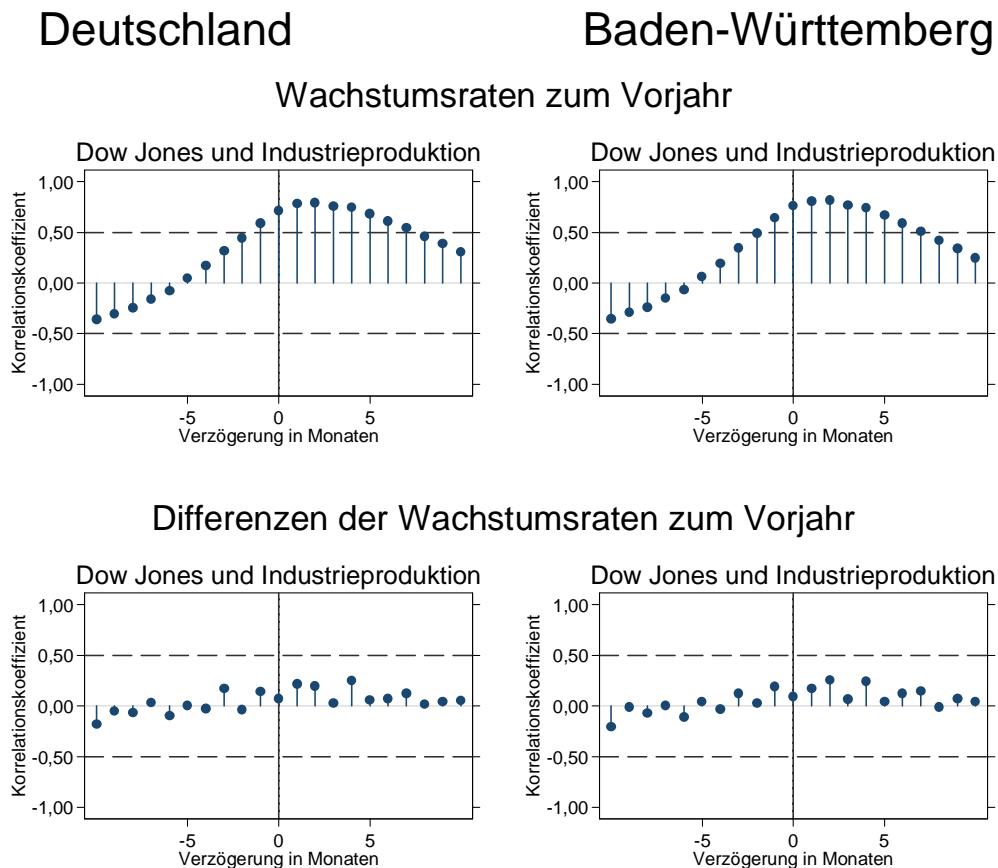 Deutschland Baden-Württemberg
Wachstumsraten zum Vorjahr
Dow Jones und Industrieproduktion Dow Jones und Industrieproduktion
Korrelationskoeffizient Korrelationskoeffizient
1,00 1,00
0,50 0,50
0,00 0,00
-0,50 -0,50
-1,00 -1,00
-5 0 5 -5 0 5
Verzögerung in Monaten Verzögerung in Monaten
Differenzen der Wachstumsraten zum Vorjahr
Dow Jones und Industrieproduktion Dow Jones und Industrieproduktion
Korrelationskoeffizient Korrelationskoeffizient
1,00 1,00
0,50 0,50
0,00 0,00
-0,50 -0,50
-1,00 -1,00
-5 0 5 -5 0 5
Verzögerung in Monaten Verzögerung in Monaten